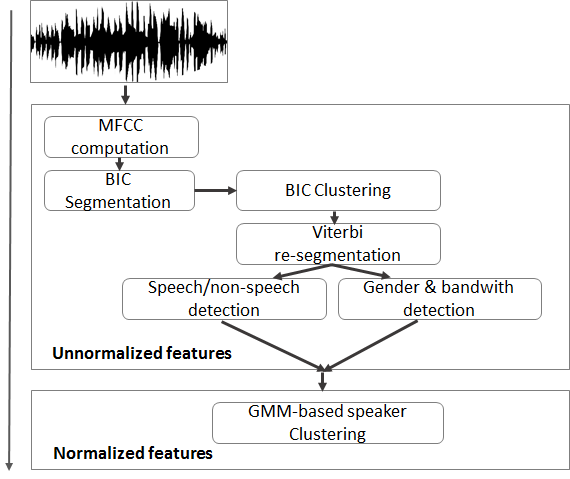 MFCC
computation
BIC
Segmentation
BIC Clustering
Viterbi
re-segmentation
Speech/non-speech
detection
Gender & bandwith
detection
Unnormalized features
GMM-based speaker
Clustering
Normalized features